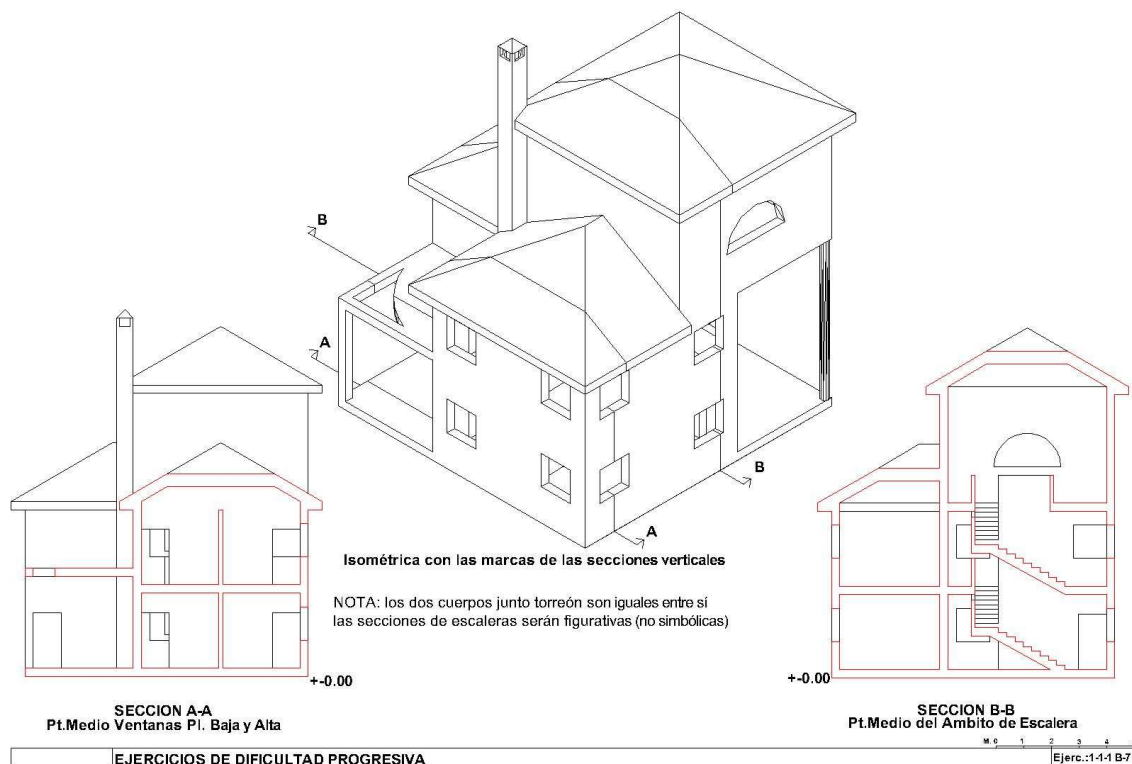 B
A
B
A
Isométrica con las marcas de las secciones verticales
NOTA: los dos cuerpos junto torreón son iguales entre sí
las secciones de escaleras serán figurativas (no simbólicas)
+-0.00
+-0.00
SECCION A-A
Pt.Medio Ventanas Pl. Baja y Alta
SECCION B-B
Pt.Medio del Ambito de Escalera
M. 0 1 2 3 4
EJERCICIOS DE DIFICULTAD PROGRESIVA
Ejerc.:1-1-1 B-7